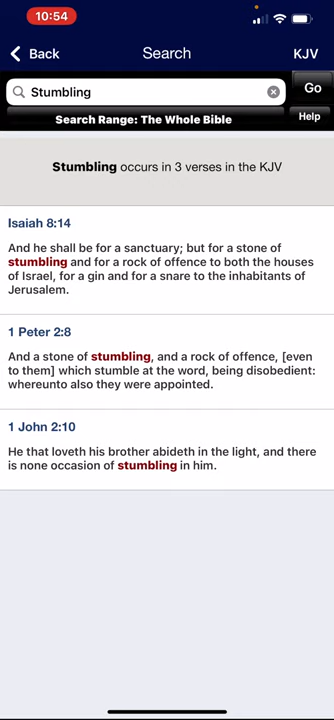 10:54
Back
Search
KJV
Stumbling
Go
Search Range: The Whole Bible
Help
Stumbling occurs in 3 verses in the KJV
Isaiah 8:14
And he shall be for a sanctuary; but for a stone of
stumbling and for a rock of offence to both the houses
of Israel, for a gin and for a snare to the inhabitants of
Jerusalem.
1 Peter 2:8
And a stone of stumbling, and a rock of offence, [even
to them] which stumble at the word, being disobedient:
whereunto also they were appointed.
1 John 2:10
He that loveth his brother abideth in the light, and there
is none occasion of stumbling in him.